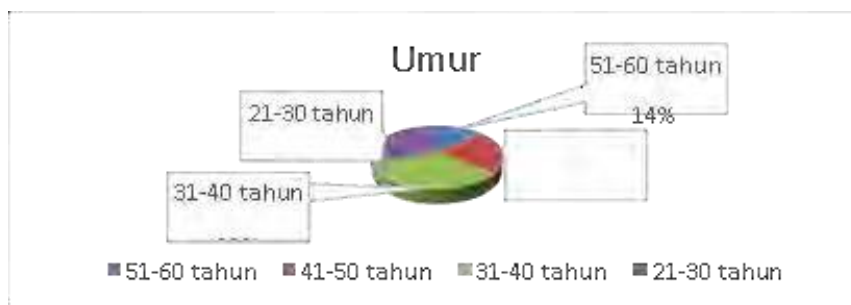 Umur
51-60 tahun
14%
21-30 tahun
31-40 tahun
51-60 tahun 41-50 tahun 31-40 tahun 21-30 tahun